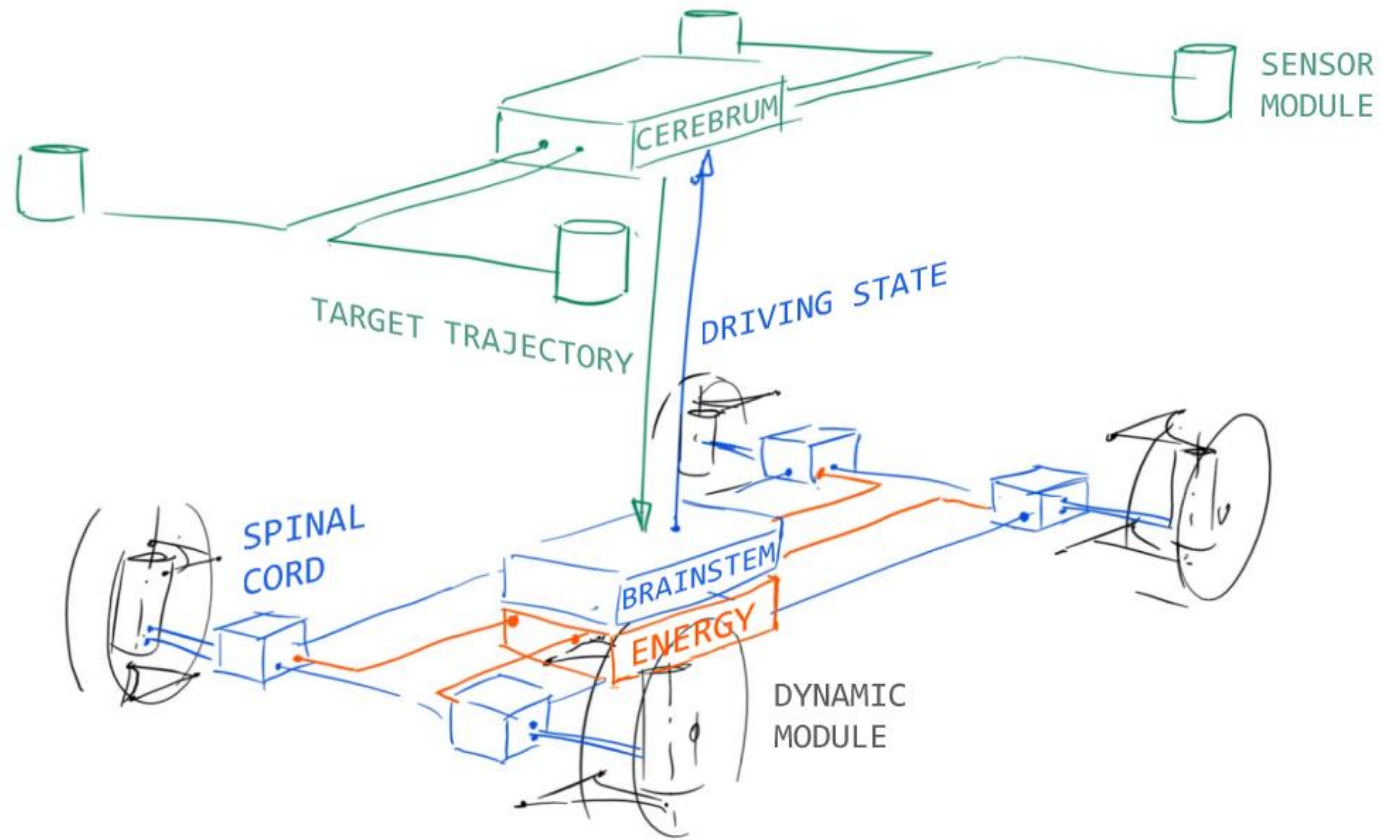 SENSOR
MODULE
CEREBRUM
TARGET TRAJECTORY
DRIVING STATE
SPINAL
CORD
BRAINSTEM
ENERGY
DYNAMIC
MODULE